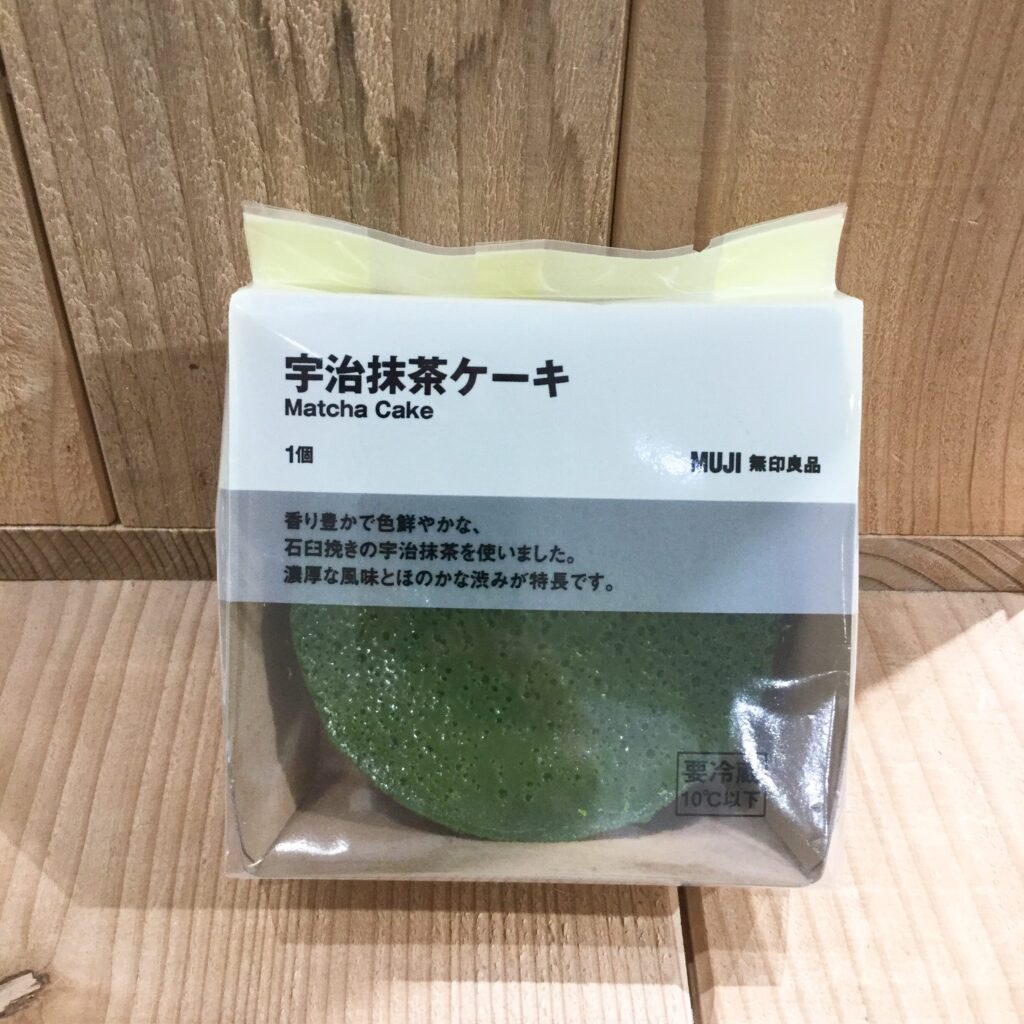 宇治抹茶ケーキ
Matcha Cake
1個
MUJI 無印良品
香り豊かで色鮮やかな、
石臼挽きの宇治抹茶を使いました。
濃厚な風味とほのかな渋みが特長です。
要冷蔵
10℃以下